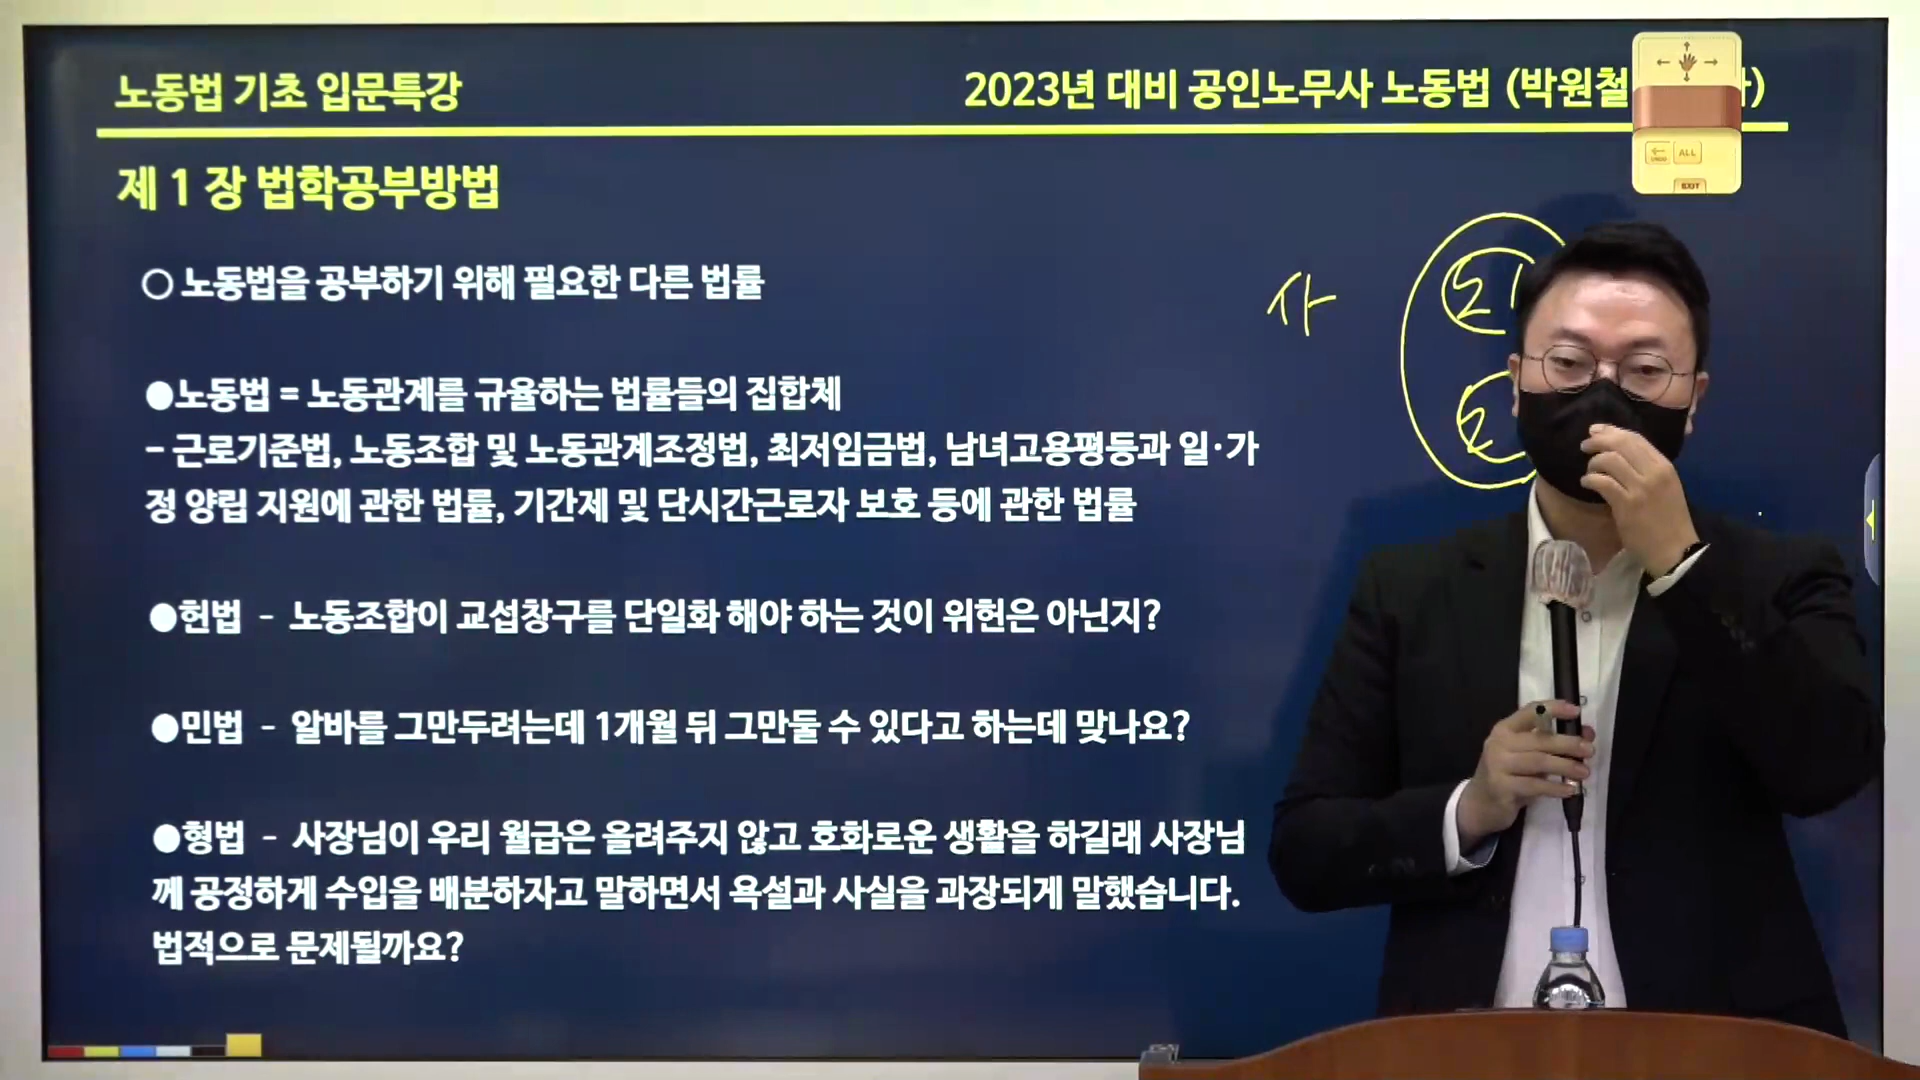 노동법 기초 입문특강
2023년 대비 공인노무사 노동법 (박원철
제 1 장 법학공부방법
○ 노동법을 공부하기 위해 필요한 다른 법률
●노동법 = 노동관계를 규율하는 법률들의 집합체
- 근로기준법, 노동조합 및 노동관계조정법, 최저임금법, 남녀고용평등과 일·가
정 양립 지원에 관한 법률, 기간제 및 단시간근로자 보호 등에 관한 법률
●헌법 - 노동조합이 교섭창구를 단일화 해야 하는 것이 위헌은 아닌지?
●민법 - 알바를 그만두려는데 1개월 뒤 그만둘 수 있다고 하는데 맞나요?
●형법 - 사장님이 우리 월급은 올려주지 않고 호화로운 생활을 하길래 사장님
께 공정하게 수입을 배분하자고 말하면서 욕설과 사실을 과장되게 말했습니다.
법적으로 문제될까요?
사
UNDO ALL
EXIT